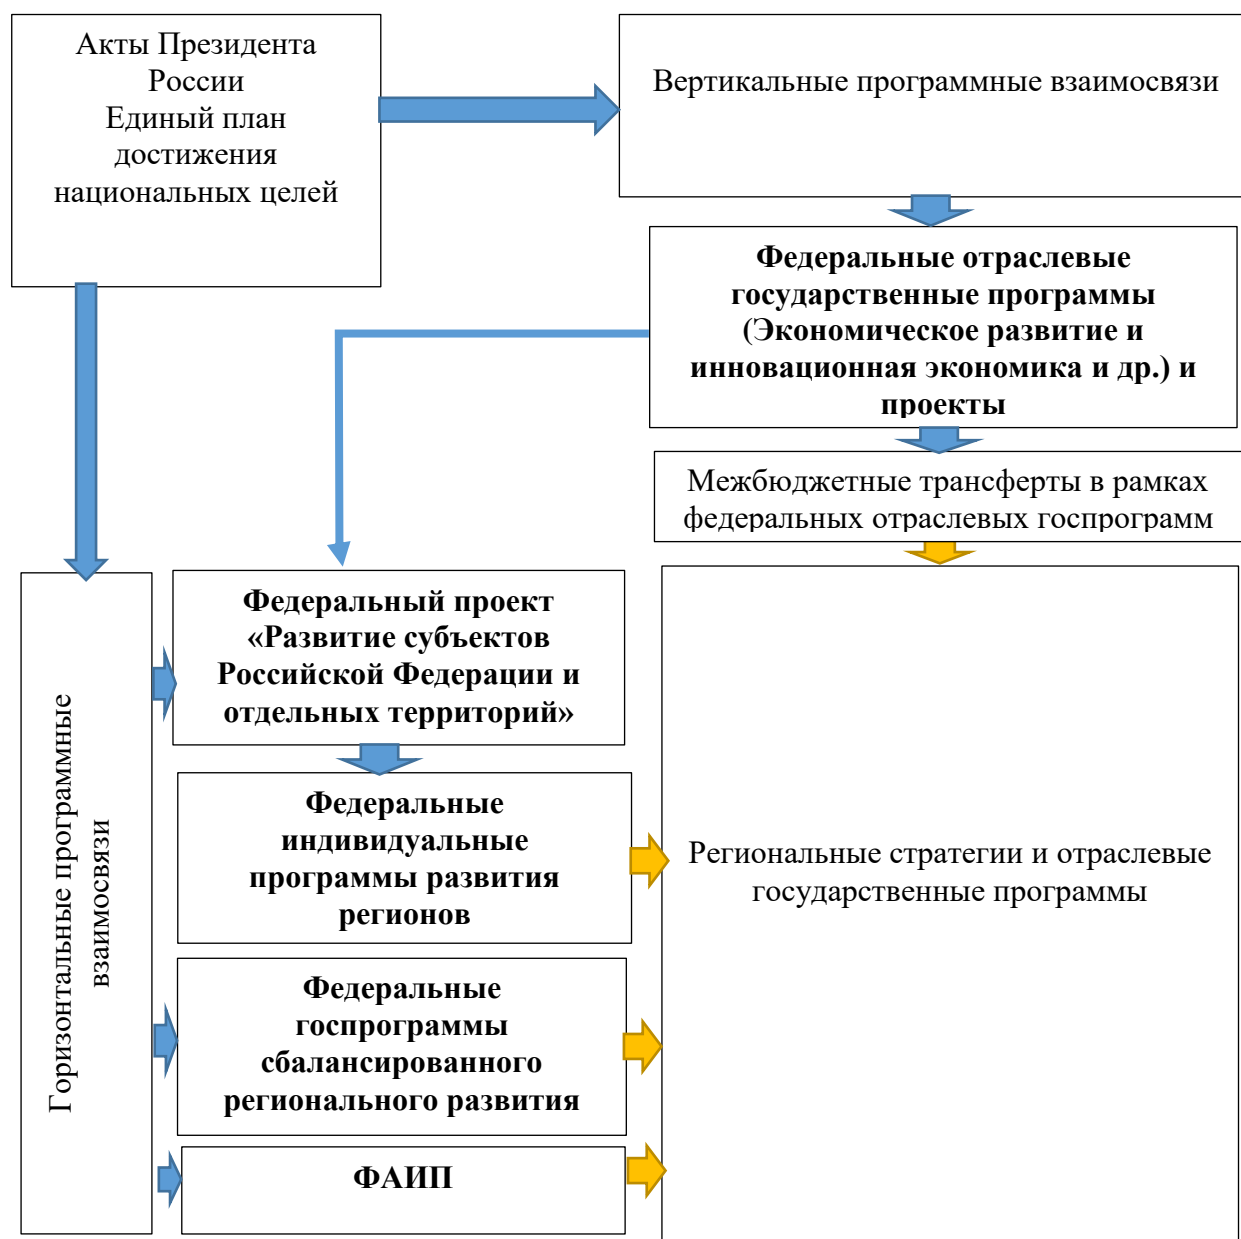 Акты Президента
России
Единый план
достижения
национальных целей
Вертикальные программные взаимосвязи
Федеральные отраслевые
государственные программы
(Экономическое развитие и
инновационная экономика и др.) и
проекты
Межбюджетные трансферты в рамках
федеральных отраслевых госпрограмм
Горизонтальные программные
взаимосвязи
Федеральный проект
«Развитие субъектов
Российской Федерации и
отдельных территорий»
Федеральные
индивидуальные
программы развития
регионов
Федеральные
госпрограммы
сбалансированного
регионального развития
ФАИП
Региональные стратегии и отраслевые
государственные программы